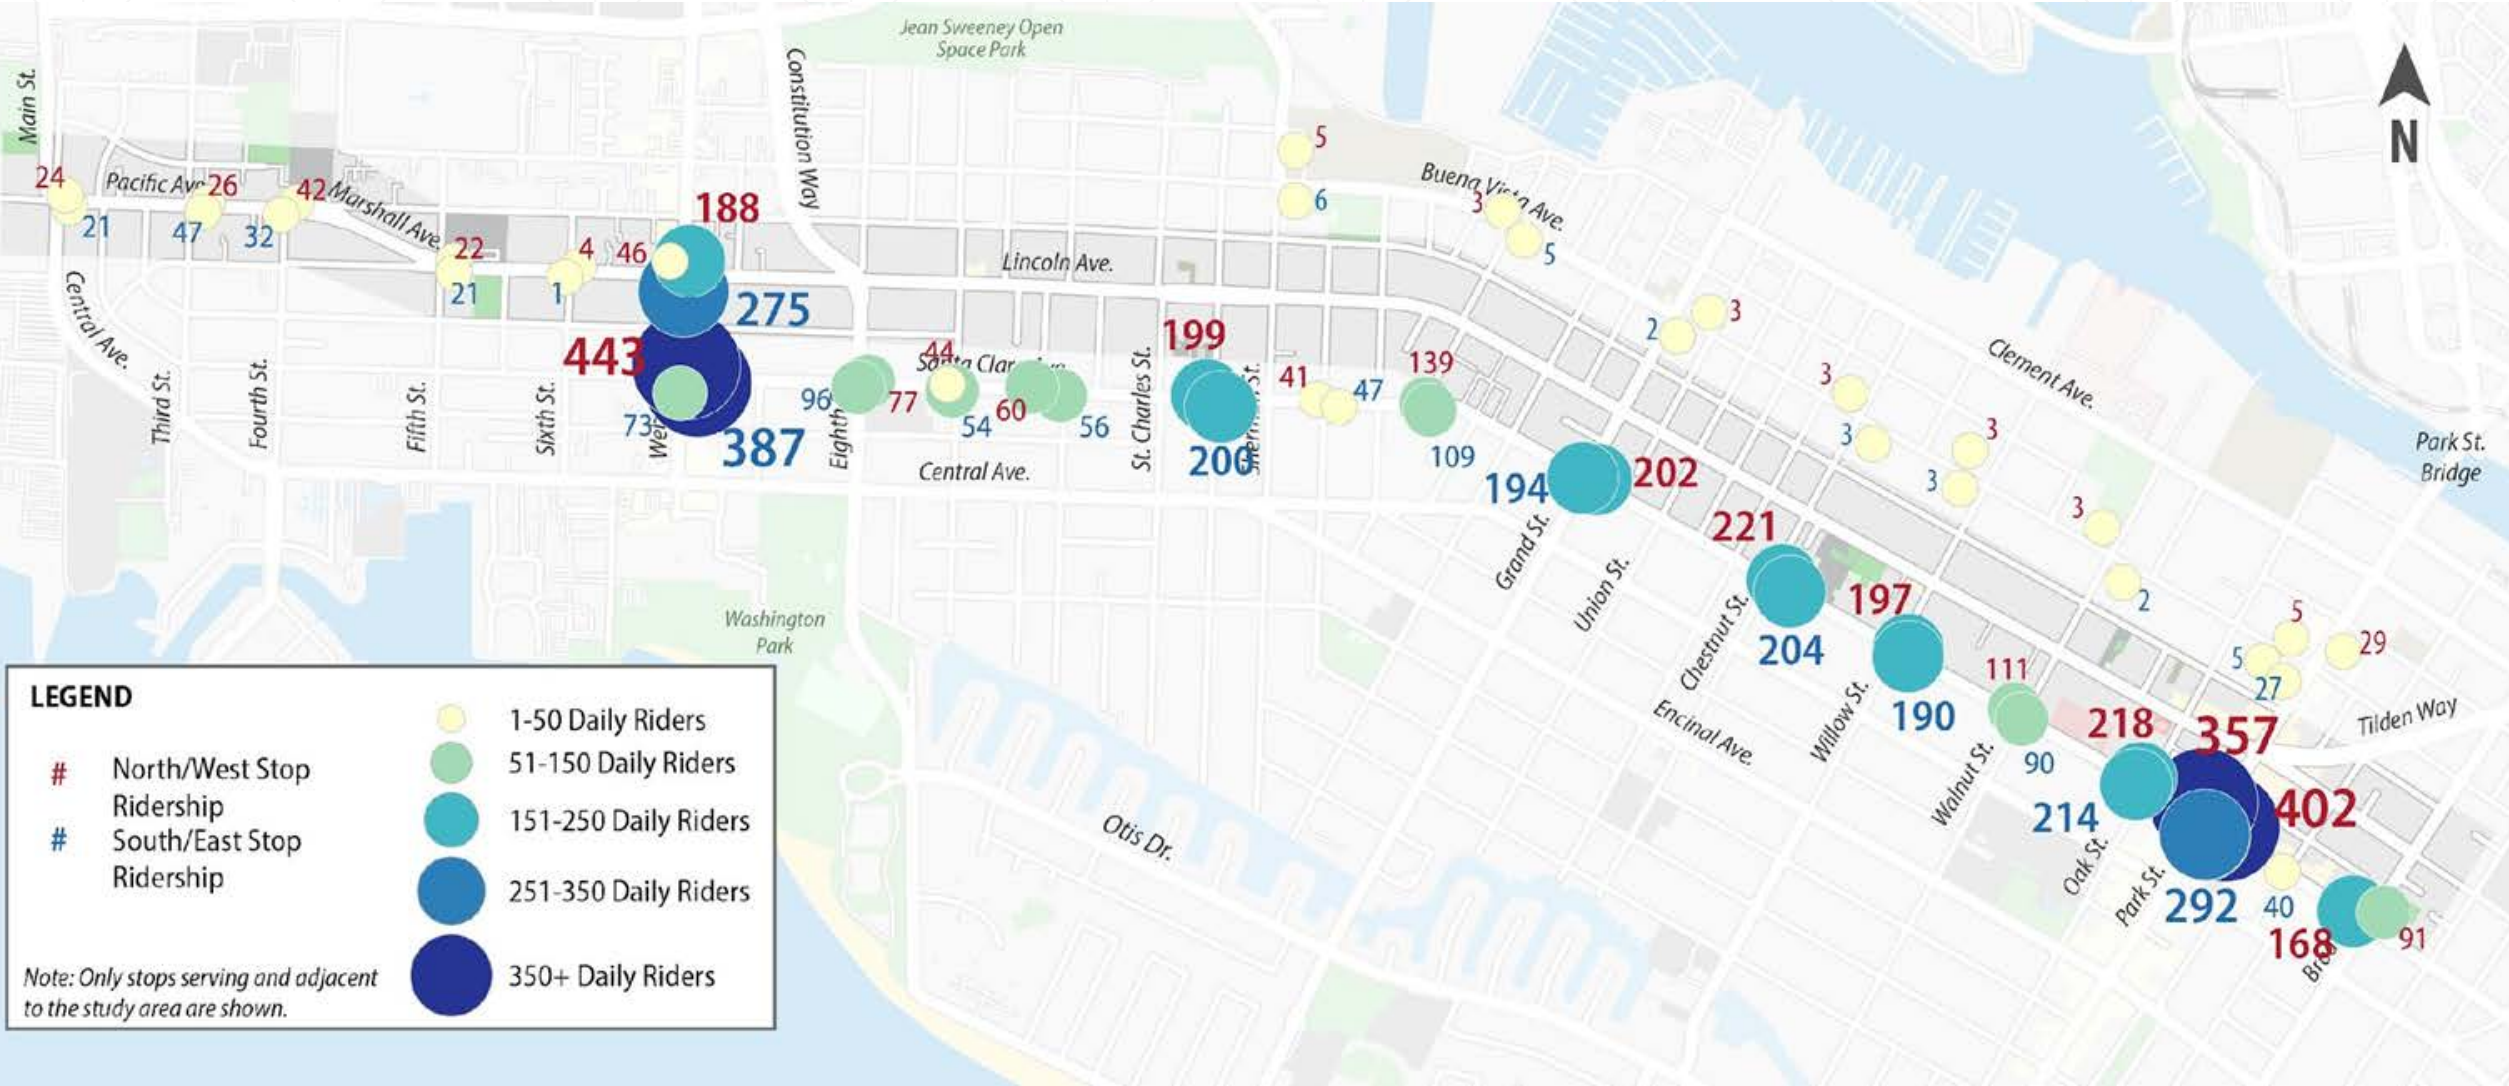 Jean Sweeney Open
Space Park
Main St.
Constitution Way
5
24
Pacific Ave
26
42
Marshall Ave.
188
6
Buena Vista Ave.
3
5
N
21
47
32
22
4
46
Lincoln Ave.
21
1
275
2
3
Clement Ave.
Central Ave.
443
199
44
41
47
139
3
Third St.
Fourth St.
Fifth St.
Sixth St.
73
387
96
Eighth
77
54
60
56
St. Charles St.
200
109
3
3
3
Park St.
Bridge
Central Ave.
194
202
Grand St.
221
3
Union St.
2
Washington
Park
Chestnut St.
204
197
5
29
5
27
Encinal Ave.
Willow St.
190
111
Tilden Way
Walnut St.
90
218
357
214
402
Oak St.
Park St.
292
40
168
91
Otis Dr.
LEGEND
# North/West Stop
Ridership
# South/East Stop
Ridership
1-50 Daily Riders
51-150 Daily Riders
151-250 Daily Riders
251-350 Daily Riders
350+ Daily Riders
Note: Only stops serving and adjacent
to the study area are shown.